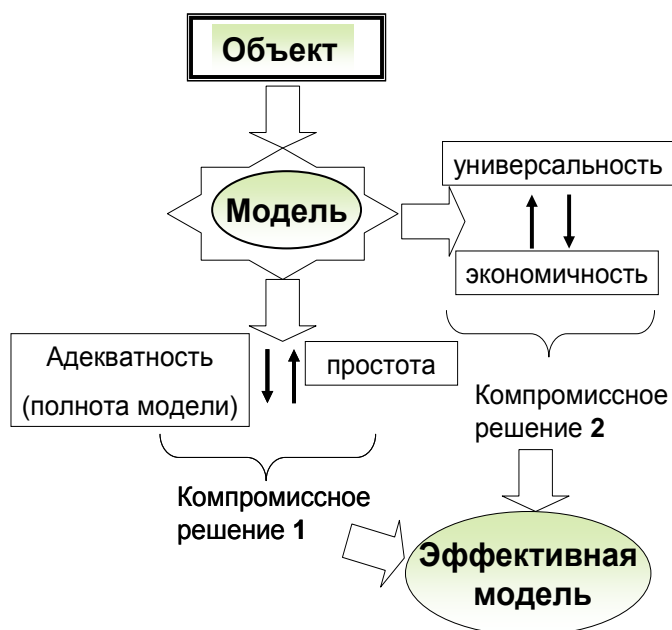 Объект
Модель
универсальность
экономичность
Адекватность
(полнота модели)
простота
Компромиссное
решение 2
Компромиссное
решение 1
Эффективная
модель